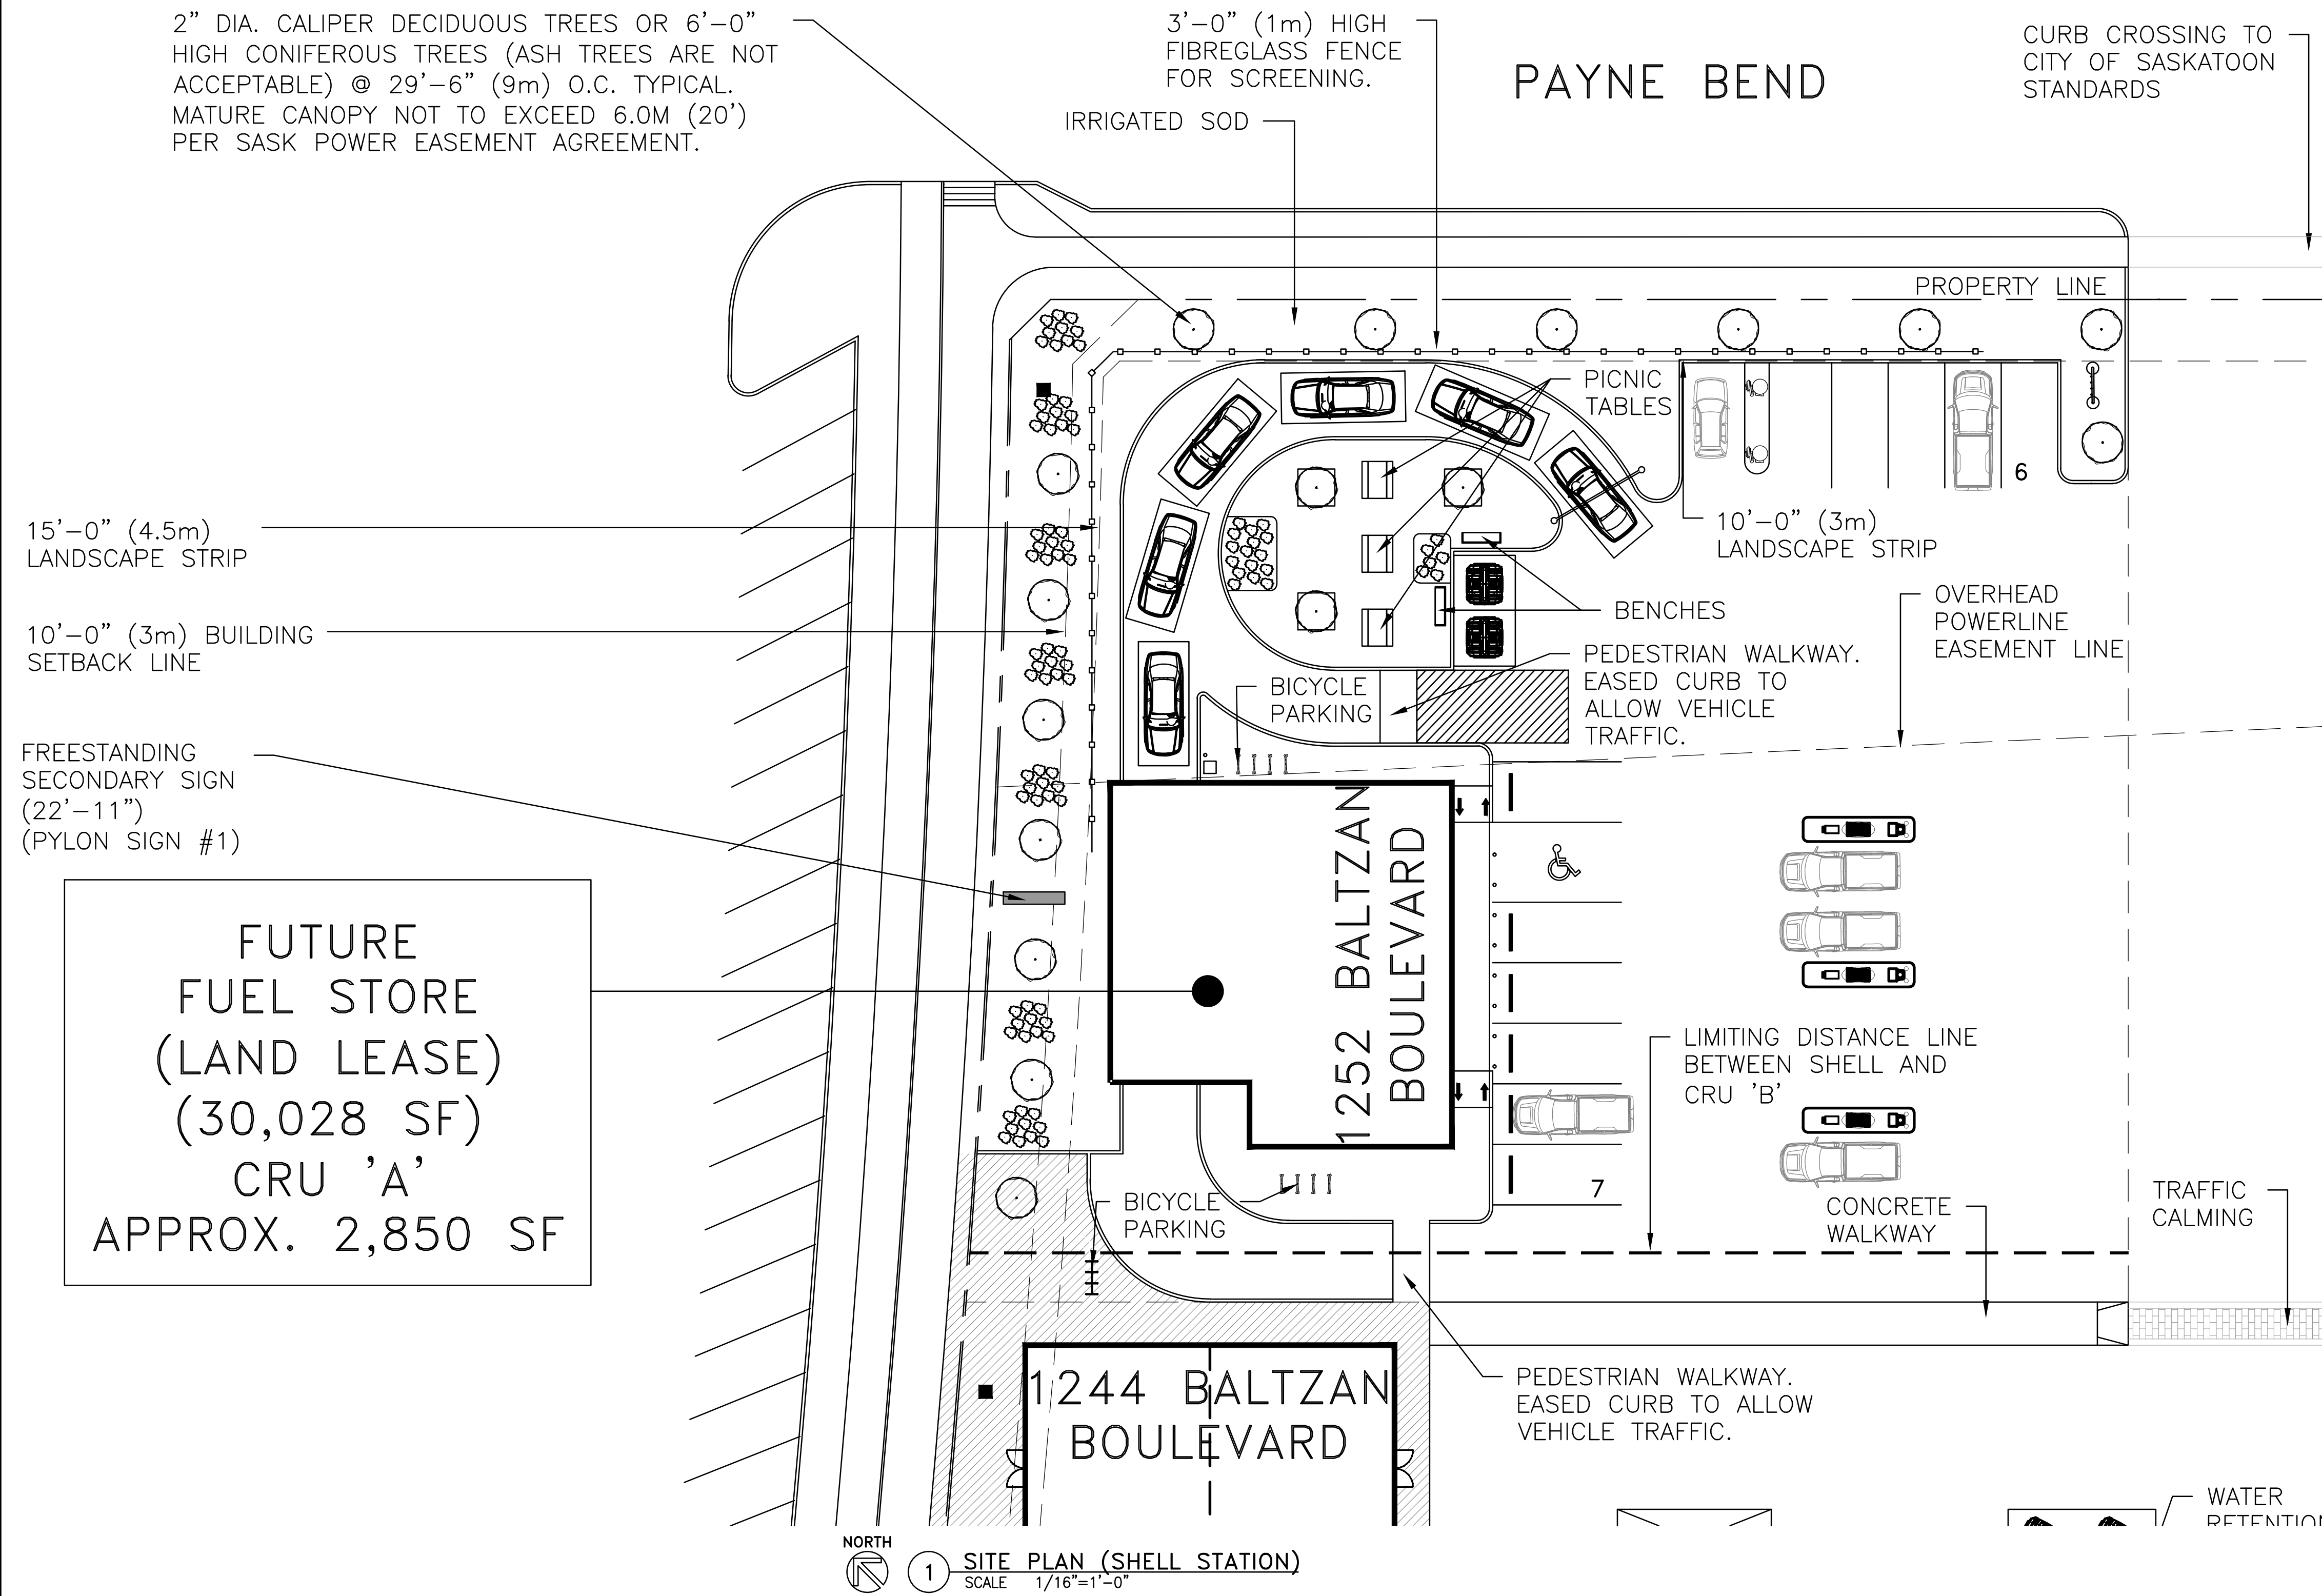 2” DIA. CALIPER DECIDUOUS TREES OR 6’-0”
HIGH CONIFEROUS TREES (ASH TREES ARE NOT
ACCEPTABLE) @ 29’-6” (9m) O.C. TYPICAL.
MATURE CANOPY NOT TO EXCEED 6.0M (20’)
PER SASK POWER EASEMENT AGREEMENT.
3’-0” (1m) HIGH
FIBREGLASS FENCE
FOR SCREENING.
IRRIGATED SOD
PAYNE BEND
CURB CROSSING TO
CITY OF SASKATOON
STANDARDS
PROPERTY LINE
PICNIC
TABLES
6
15’-0” (4.5m)
LANDSCAPE STRIP
10’-0” (3m)
LANDSCAPE STRIP
10’-0” (3m) BUILDING
SETBACK LINE
BENCHES
OVERHEAD
POWERLINE
EASEMENT LINE
PEDESTRIAN WALKWAY.
EASED CURB TO
ALLOW VEHICLE
TRAFFIC.
BICYCLE
PARKING
FREESTANDING
SECONDARY SIGN
(22’-11”)
(PYLON SIGN #1)
1252 BALTZAN
BOULEVARD
FUTURE
FUEL STORE
(LAND LEASE)
(30,028 SF)
CRU ’A’
APPROX. 2,850 SF
LIMITING DISTANCE LINE
BETWEEN SHELL AND
CRU ’B’
7
BICYCLE
PARKING
CONCRETE
WALKWAY
TRAFFIC
CALMING
1244 BALTZAN
BOULEVARD
PEDESTRIAN WALKWAY.
EASED CURB TO ALLOW
VEHICLE TRAFFIC.
WATER
RETENTION
NORTH
1
SITE PLAN (SHELL STATION)
SCALE 1/16”=1’-0”